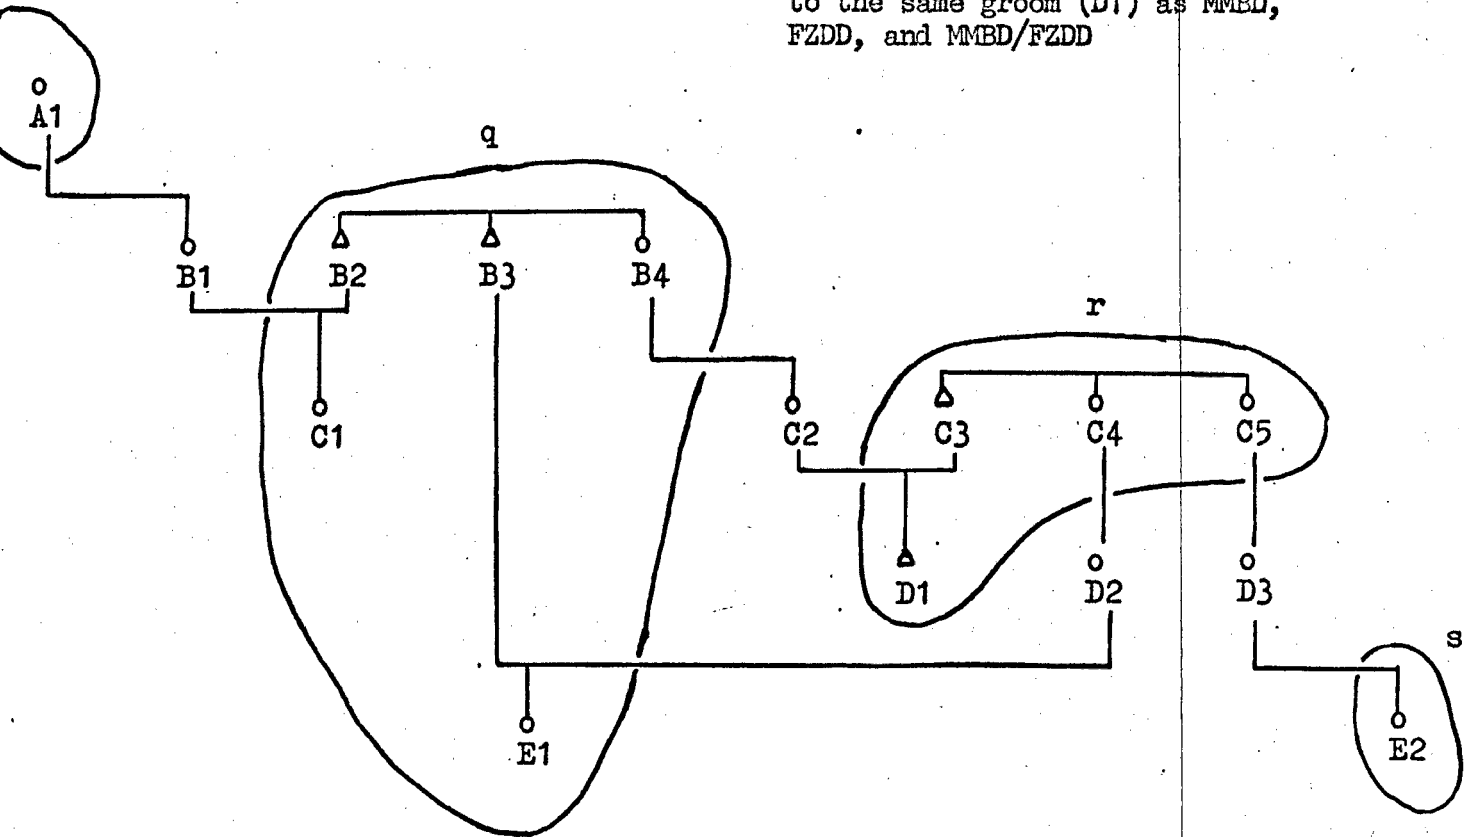 to the same groom (D1) as MMBD,
FZDD, and MMBD/FZDD
A1
q
B1 B2 B3 B4
r
C1 C2 C3 C4 C5
D1 D2 D3
s
E1 E2